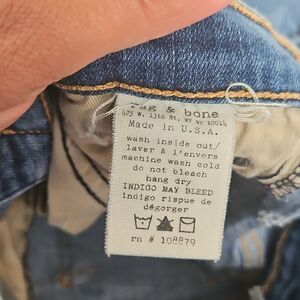 rag & bone
425 W. 13th St, NY NY 10014
Made in U.S.A.
wash inside out/
laver à l'envers
machine wash cold
do not bleach
hang dry
INDIGO MAY BLEED
indigo risque de
dégorger
rn # 108879